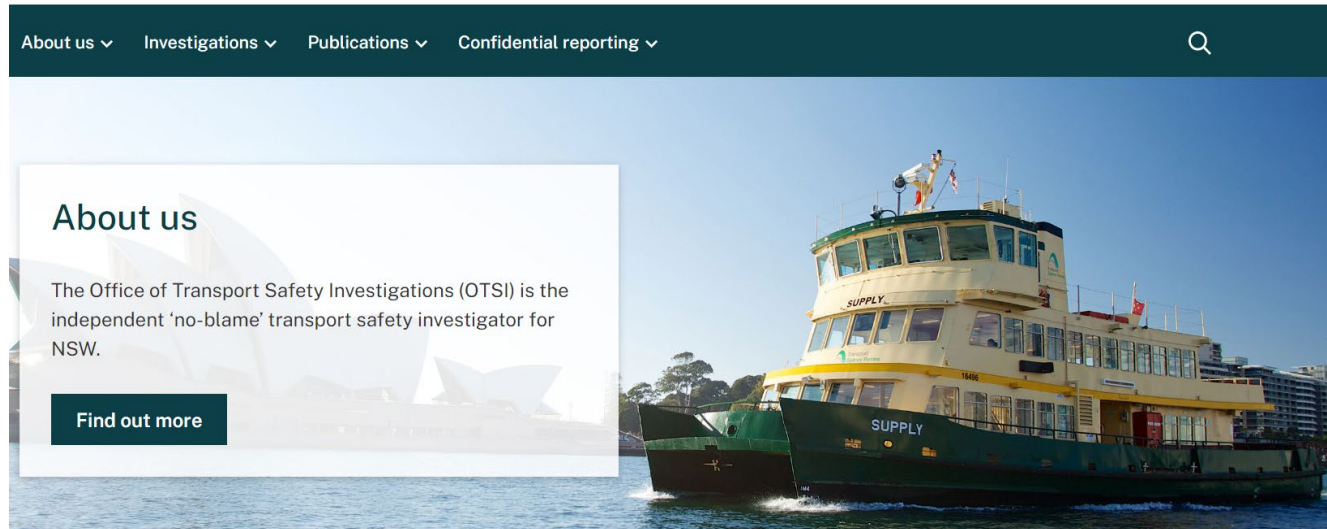 About us
Investigations
Publications
Confidential reporting
About us
The Office of Transport Safety Investigations (OTSI) is the
independent ‘no-blame’ transport safety investigator for
NSW.
Find out more
SUPPLY
16496
SUPPLY